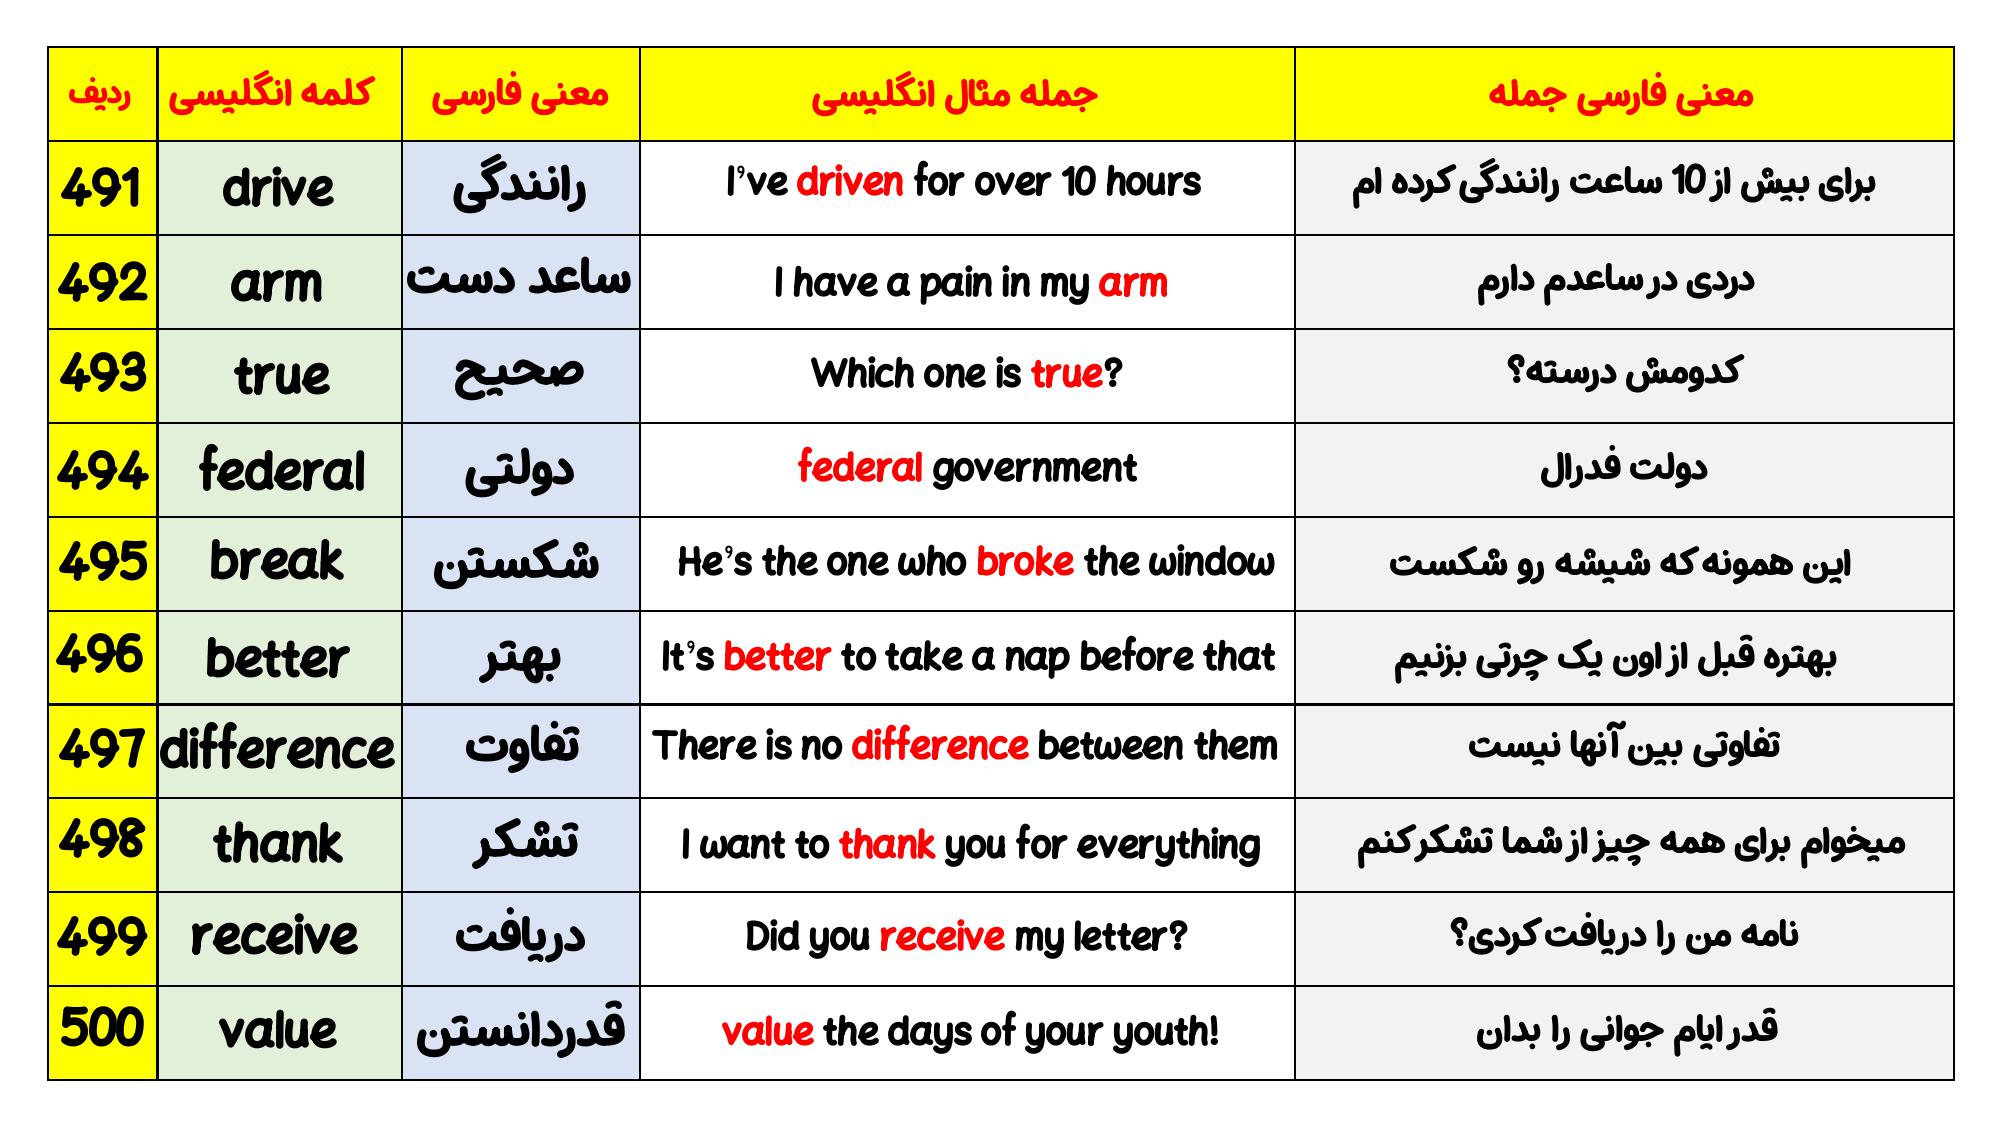 ردیف کلمه انگلیسی معنی فارسی جمله مثال انگلیسی معنی فارسی جمله
491 drive رانندگی I've driven for over 10 hours برای بیش از 10 ساعت رانندگی کرده ام
492 arm ساعد دست I have a pain in my arm دردی در ساعدم دارم
493 true صحیح Which one is true? کدومش درسته؟
494 federal دولتی federal government دولت فدرال
495 break شکستن He's the one who broke the window این همونه که شیشه رو شکست
496 better بهتر It's better to take a nap before that بهتره قبل از اون یک چرتی بزنیم
497 difference تفاوت There is no difference between them تفاوتی بین آنها نیست
498 thank تشکر I want to thank you for everything میخوام برای همه چیز از شما تشکر کنم
499 receive دریافت Did you receive my letter? نامه من را دریافت کردی؟
500 value قدردانستن value the days of your youth! قدر ایام جوانی را بدان